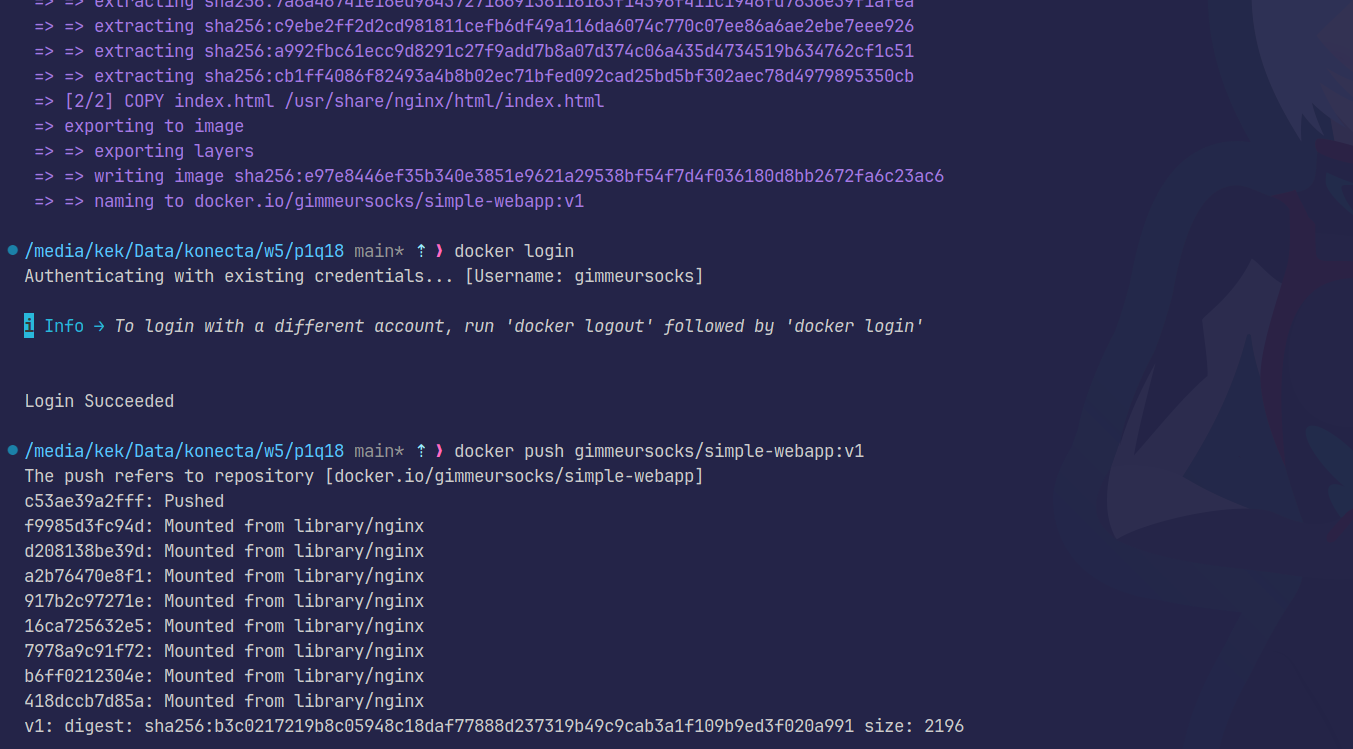 => => extracting
=> => extracting sha256:c9ebe2ff2d2cd981811cefb6df49a116da6074c770c07ee86a6ae2ebe7eee926
=> => extracting sha256:a992fbc61ecc9d8291c27f9add7b8a07d374c06a435d4734519b634762cf1c51
=> => extracting sha256:cb1ff4086f82493a4b8b02ec71bfed092cad25bd5bf302aec78d4979895350cb
=> [2/2] COPY index.html /usr/share/nginx/html/index.html
=> exporting to image
=> => exporting layers
=> => writing image sha256:e97e8446ef35b340e3851e9621a29538bf54f7d4f036180d8bb2672fa6c23ac6
=> => naming to docker.io/gimmeursocks/simple-webapp:v1
/media/kek/Data/konecta/w5/p1q18 main* ⇡ ❯ docker login
Authenticating with existing credentials... [Username: gimmeursocks]
i Info → To login with a different account, run 'docker logout' followed by 'docker login'
Login Succeeded
/media/kek/Data/konecta/w5/p1q18 main* ⇡ ❯ docker push gimmeursocks/simple-webapp:v1
The push refers to repository [docker.io/gimmeursocks/simple-webapp]
c53ae39a2fff: Pushed
f9985d3fc94d: Mounted from library/nginx
d208138be39d: Mounted from library/nginx
a2b76470e8f1: Mounted from library/nginx
917b2c97271e: Mounted from library/nginx
16ca725632e5: Mounted from library/nginx
7978a9c91f72: Mounted from library/nginx
b6ff0212304e: Mounted from library/nginx
418dccb7d85a: Mounted from library/nginx
v1: digest: sha256:b3c0217219b8c05948c18daf77888d237319b49c9cab3a1f109b9ed3f020a991 size: 2196